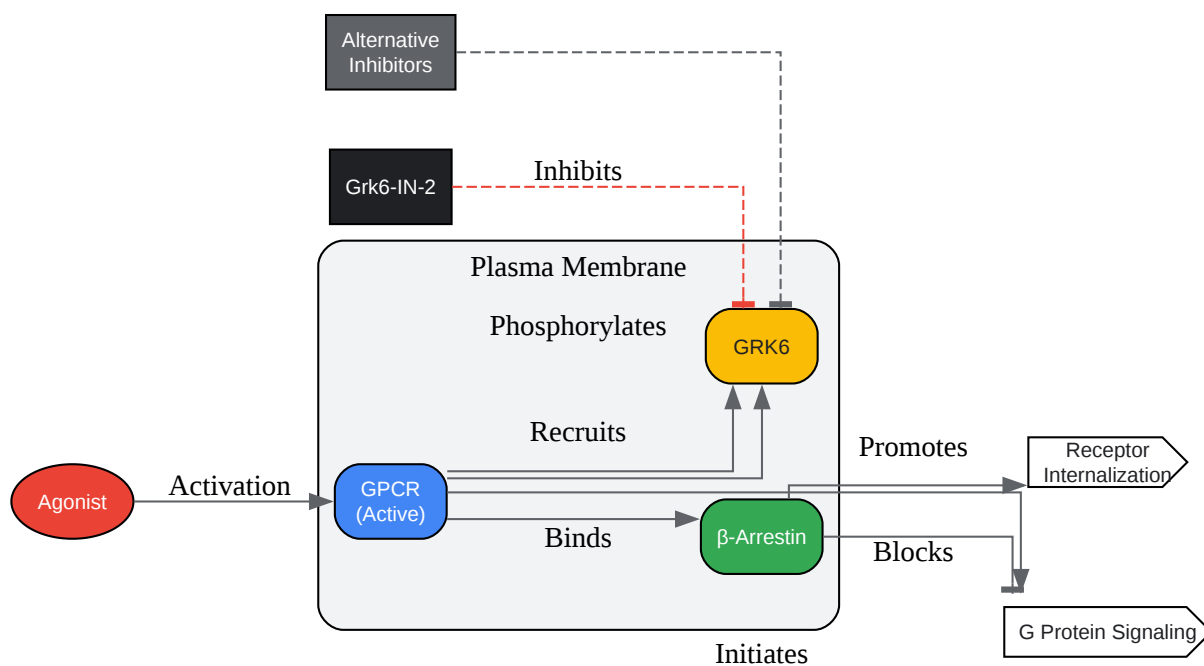 Alternative
Inhibitors
Grk6-IN-2
Inhibits
Plasma Membrane
Phosphorylates
GRK6
Recruits
Promotes
Receptor
Internalization
Agonist
Activation
GPCR
(Active)
Binds
β-Arrestin
Blocks
G Protein Signaling
Initiates